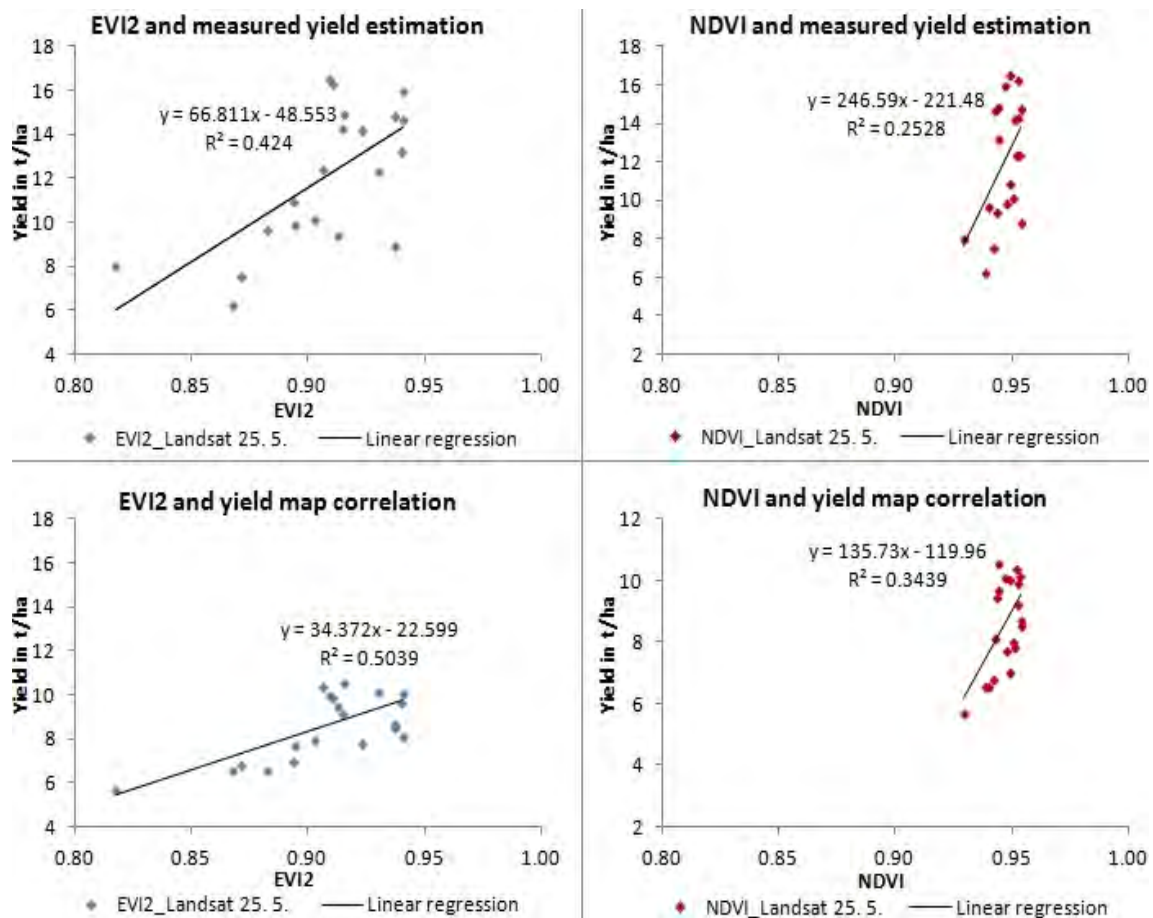 EVI2 and measured yield estimation
18
16
14
12
10
8
6
4
Yield in t/ha
y = 66.811x - 48.553
R² = 0.424
0.80 0.85 0.90 0.95 1.00
EVI2
EVI2_Landsat 25. 5. Linear regression
NDVI and measured yield estimation
18
16
14
12
10
8
6
4
2
Yield in t/ha
y = 246.59x - 221.48
R² = 0.2528
0.80 0.85 0.90 0.95 1.00
NDVI
NDVI_Landsat 25. 5. Linear regression
EVI2 and yield map correlation
18
16
14
12
10
8
6
4
Yield in t/ha
y = 34.372x - 22.599
R² = 0.5039
0.80 0.85 0.90 0.95 1.00
EVI2
EVI2_Landsat 25. 5. Linear regression
NDVI and yield map correlation
12
10
8
6
4
2
Yield in t/ha
y = 135.73x - 119.96
R² = 0.3439
0.80 0.85 0.90 0.95 1.00
NDVI
NDVI_Landsat 25. 5. Linear regression